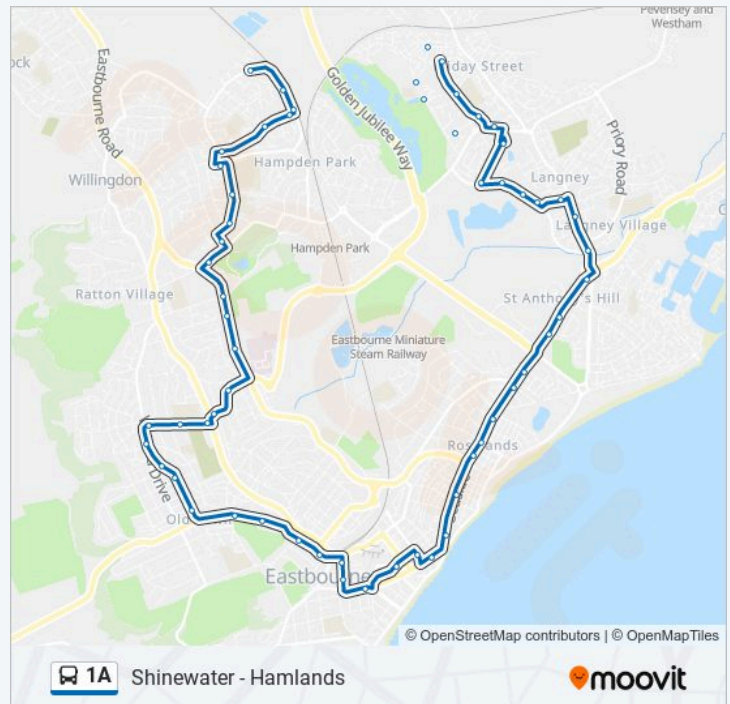 Pevensey and
Westham
ock
Eastbourne Road
Golden Jubilee Way
iday Street
Priory Road
Hampden Park
Langney
Willingdon
Langney Village
Hampden Park
Ratton Village
St Anthony's Hill
Eastbourne Miniature
Steam Railway
Roselands
Drive
Old
Eastbourne
© OpenStreetMap contributors | © OpenMapTiles
1A
Shinewater - Hamlands
moovit